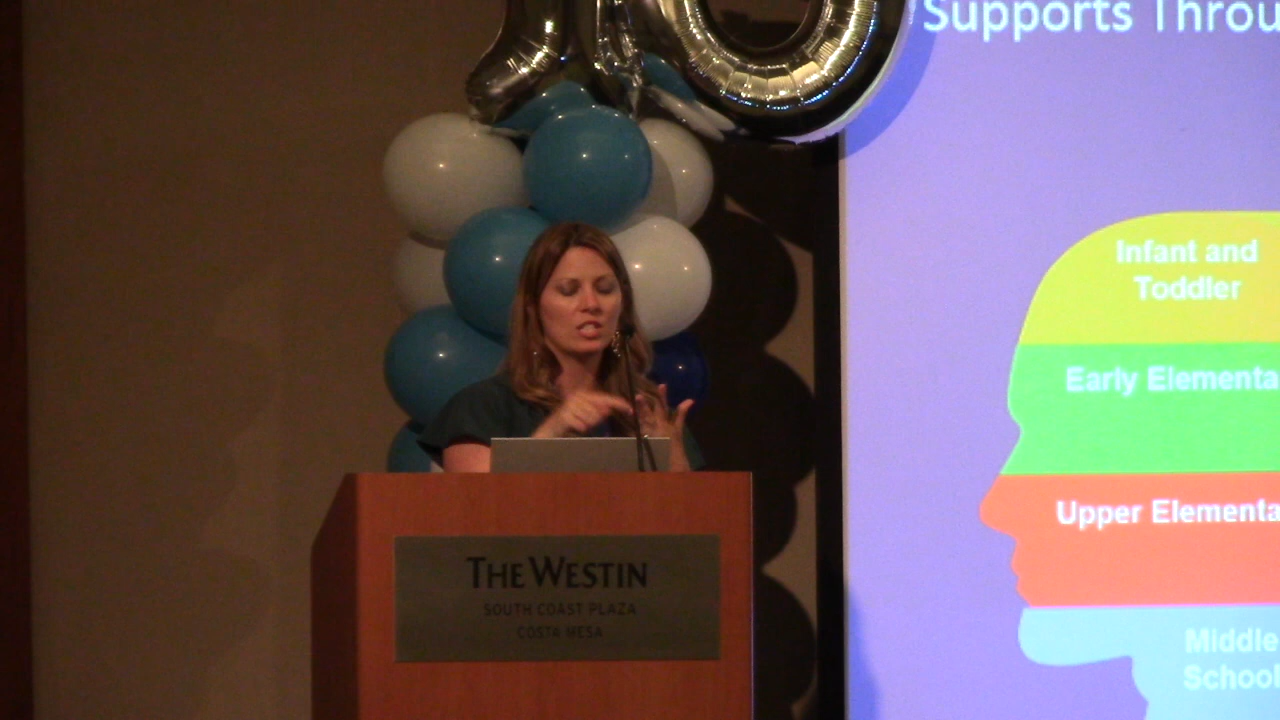 Supports Throu
Infant and
Toddler
Early Elementa
Upper Elementa
Middle
School
THE WESTIN
SOUTH COAST PLAZA
COSTA MESA